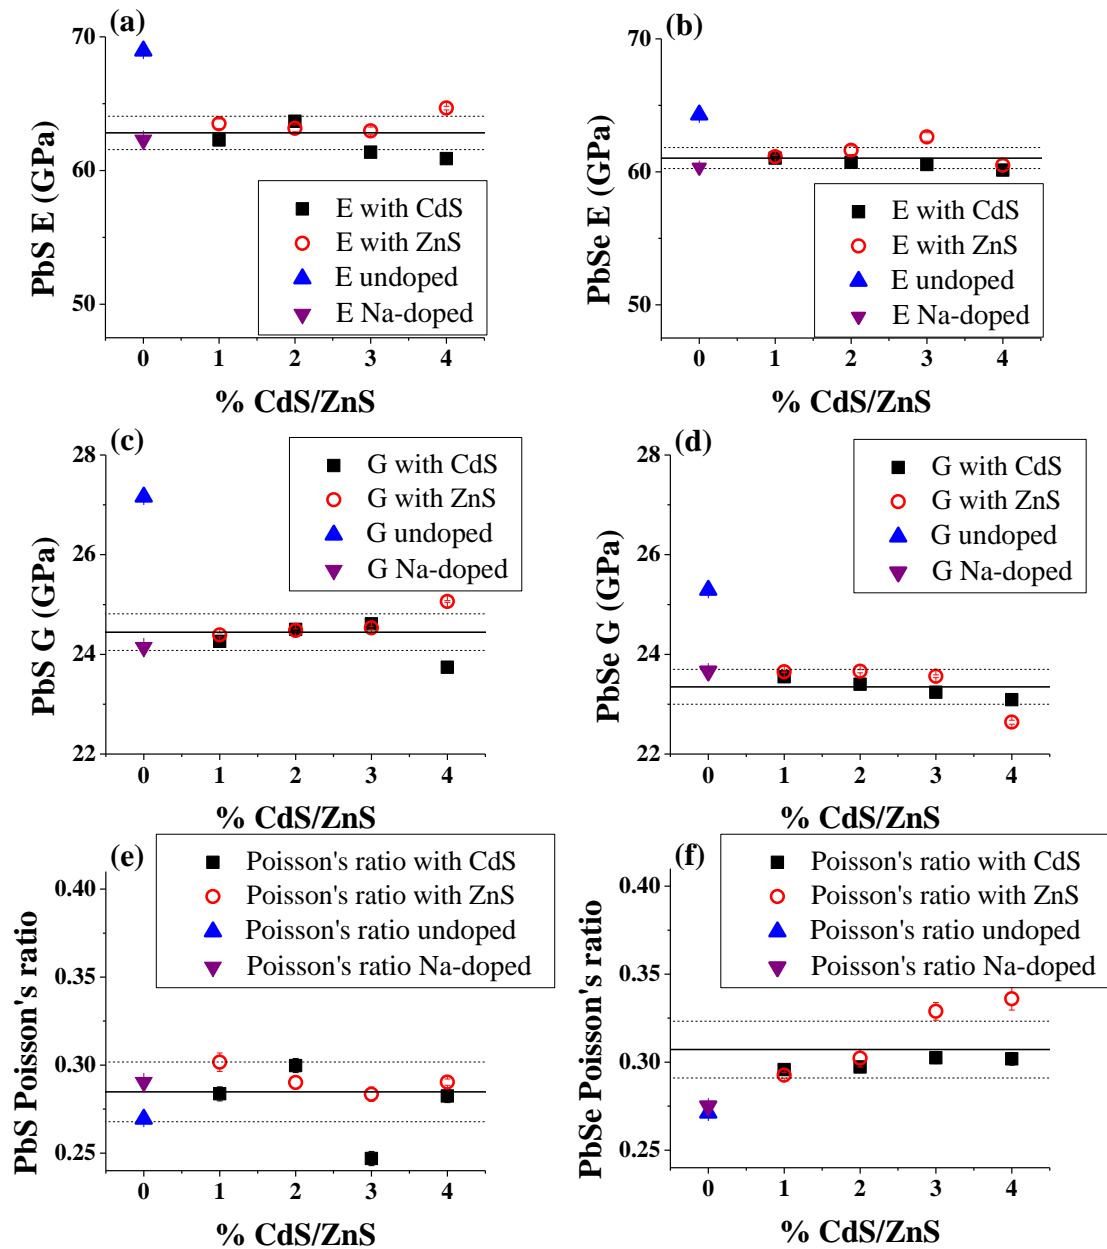 (a)
PbS E (GPa)
70
60
50
E with CdS
E with ZnS
E undoped
E Na-doped
0 1 2 3 4
% CdS/ZnS
(b)
PbSe E (GPa)
70
60
50
E with CdS
E with ZnS
E undoped
E Na-doped
0 1 2 3 4
% CdS/ZnS
(c)
PbS G (GPa)
28
26
24
22
G with CdS
G with ZnS
G undoped
G Na-doped
0 1 2 3 4
% CdS/ZnS
(d)
PbSe G (GPa)
28
26
24
22
G with CdS
G with ZnS
G undoped
G Na-doped
0 1 2 3 4
% CdS/ZnS
(e)
PbS Poisson's ratio
0.40
0.35
0.30
0.25
Poisson's ratio with CdS
Poisson's ratio with ZnS
Poisson's ratio undoped
Poisson's ratio Na-doped
0 1 2 3 4
% CdS/ZnS
(f)
PbSe Poisson's ratio
0.40
0.35
0.30
0.25
Poisson's ratio with CdS
Poisson's ratio with ZnS
Poisson's ratio undoped
Poisson's ratio Na-doped
0 1 2 3 4
% CdS/ZnS